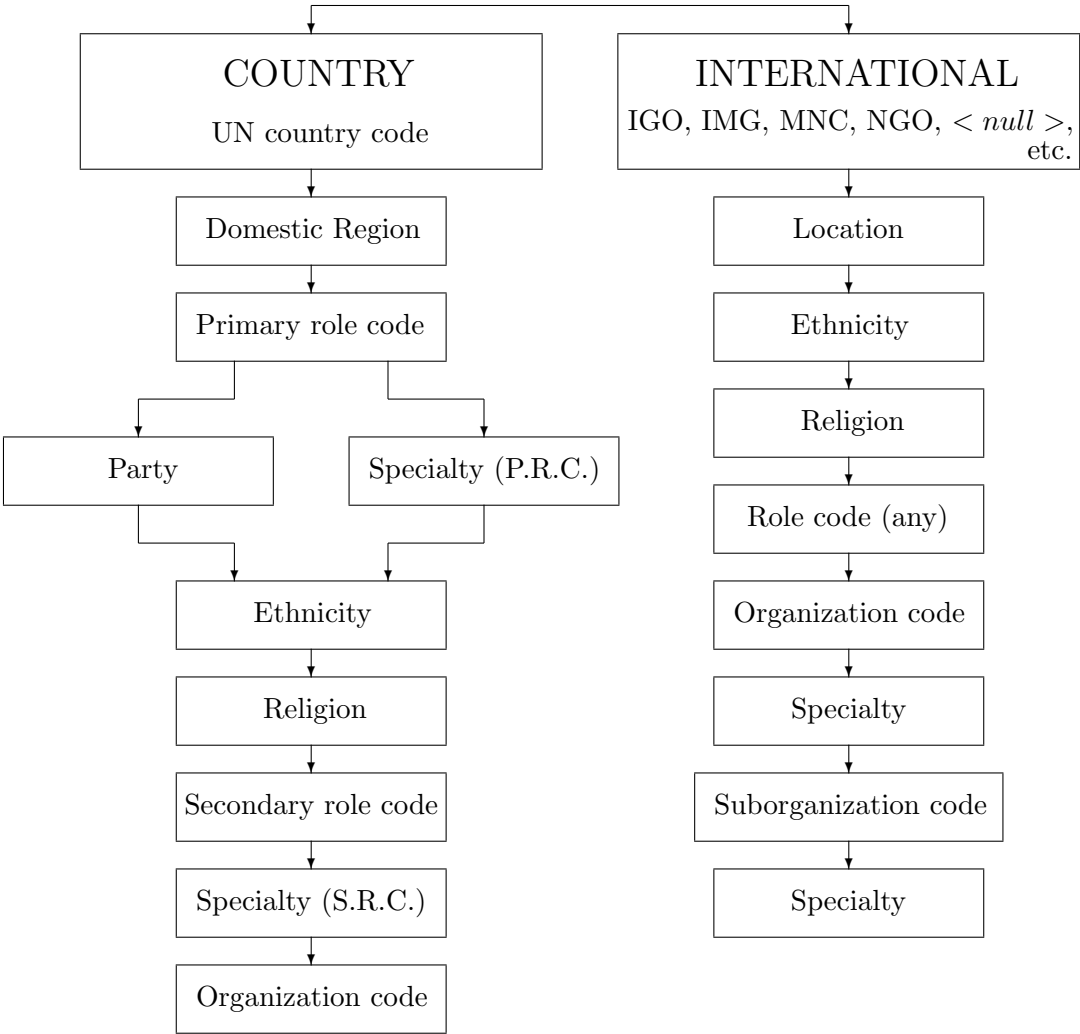 COUNTRY
UN country code
Domestic Region
Primary role code
Party
Specialty (P.R.C.)
Ethnicity
Religion
Secondary role code
Specialty (S.R.C.)
Organization code
INTERNATIONAL
IGO, IMG, MNC, NGO, < null >,
etc.
Location
Ethnicity
Religion
Role code (any)
Organization code
Specialty
Suborganization code
Specialty